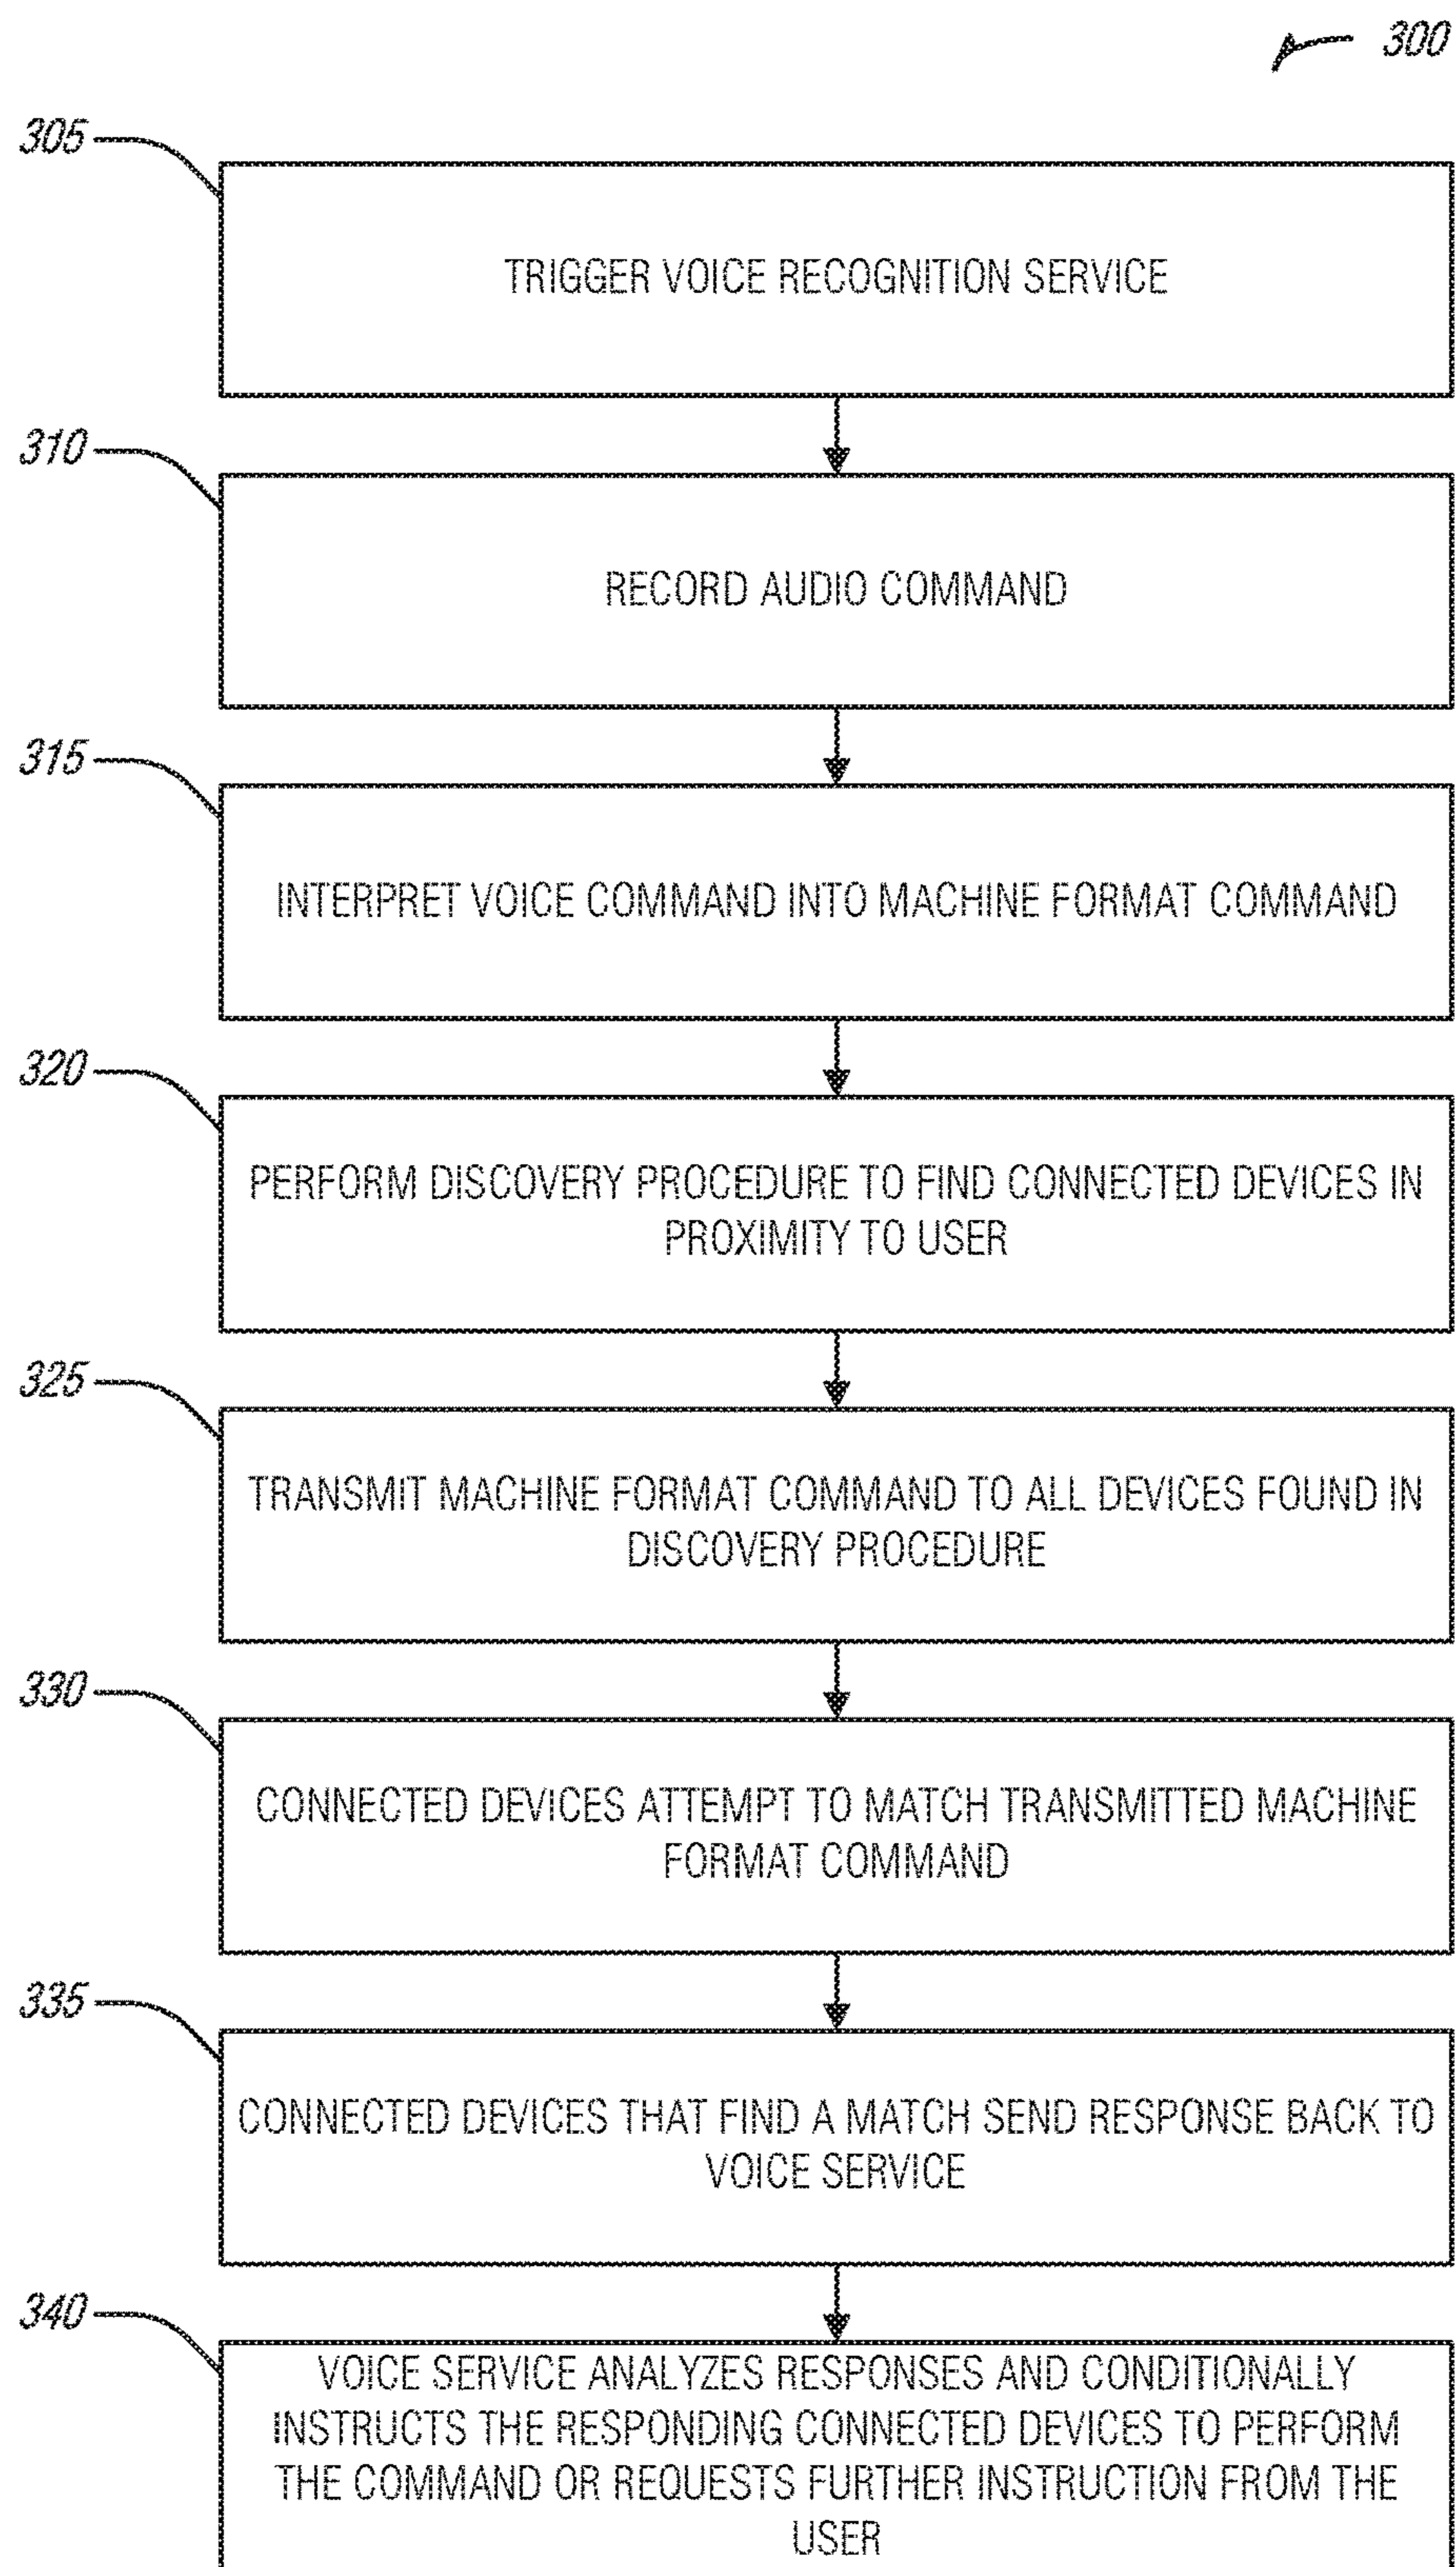 300
305
TRIGGER VOICE RECOGNITION SERVICE
310
RECORD AUDIO COMMAND
315
INTERPRET VOICE COMMAND INTO MACHINE FORMAT COMMAND
320
PERFORM DISCOVERY PROCEDURE TO FIND CONNECTED DEVICES IN
PROXIMITY TO USER
325
TRANSMIT MACHINE FORMAT COMMAND TO ALL DEVICES FOUND IN
DISCOVERY PROCEDURE
330
CONNECTED DEVICES ATTEMPT TO MATCH TRANSMITTED MACHINE
FORMAT COMMAND
335
CONNECTED DEVICES THAT FIND A MATCH SEND RESPONSE BACK TO
VOICE SERVICE
340
VOICE SERVICE ANALYZES RESPONSES AND CONDITIONALLY
INSTRUCTS THE RESPONDING CONNECTED DEVICES TO PERFORM
THE COMMAND OR REQUESTS FURTHER INSTRUCTION FROM THE
USER